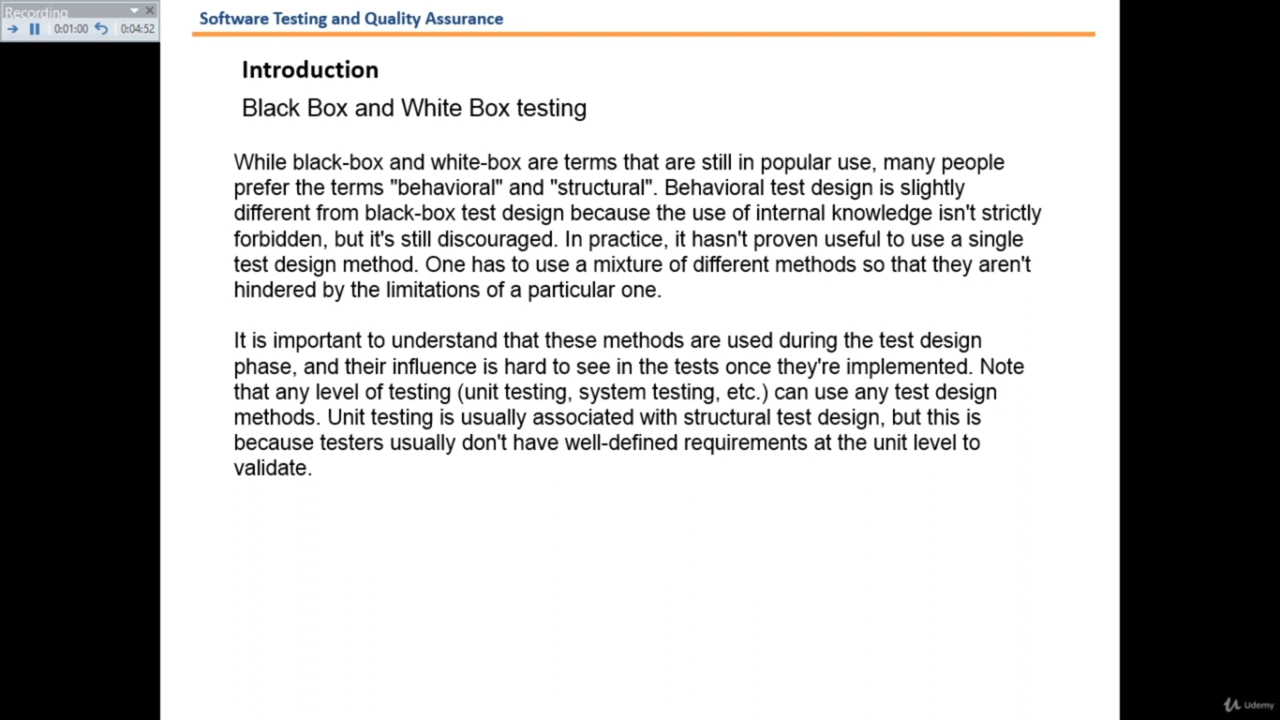 Recording
0:01:00 0:04:52
Software Testing and Quality Assurance
Introduction
Black Box and White Box testing
While black-box and white-box are terms that are still in popular use, many people
prefer the terms "behavioral" and "structural". Behavioral test design is slightly
different from black-box test design because the use of internal knowledge isn't strictly
forbidden, but it's still discouraged. In practice, it hasn't proven useful to use a single
test design method. One has to use a mixture of different methods so that they aren't
hindered by the limitations of a particular one.
It is important to understand that these methods are used during the test design
phase, and their influence is hard to see in the tests once they're implemented. Note
that any level of testing (unit testing, system testing, etc.) can use any test design
methods. Unit testing is usually associated with structural test design, but this is
because testers usually don't have well-defined requirements at the unit level to
validate.
Udemy